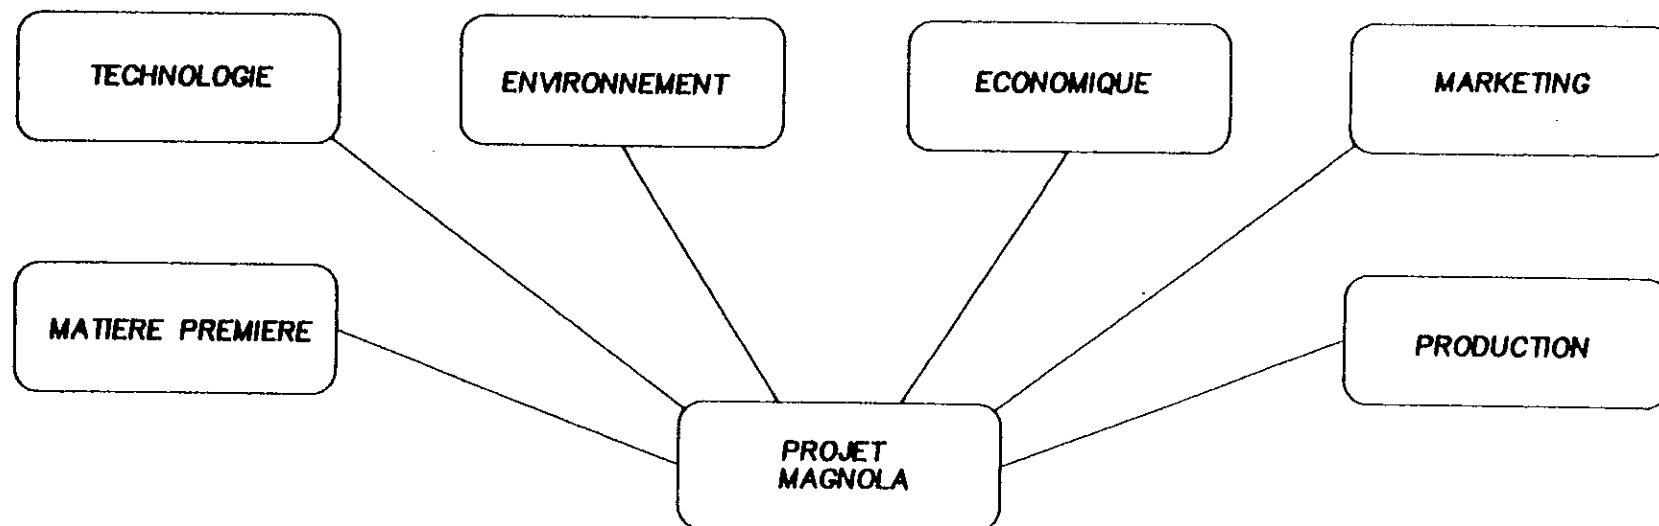 TECHNOLOGIE
ENVIRONNEMENT
ECONOMIQUE
MARKETING
MATIERE PREMIERE
PRODUCTION
PROJET
MAGNOLA